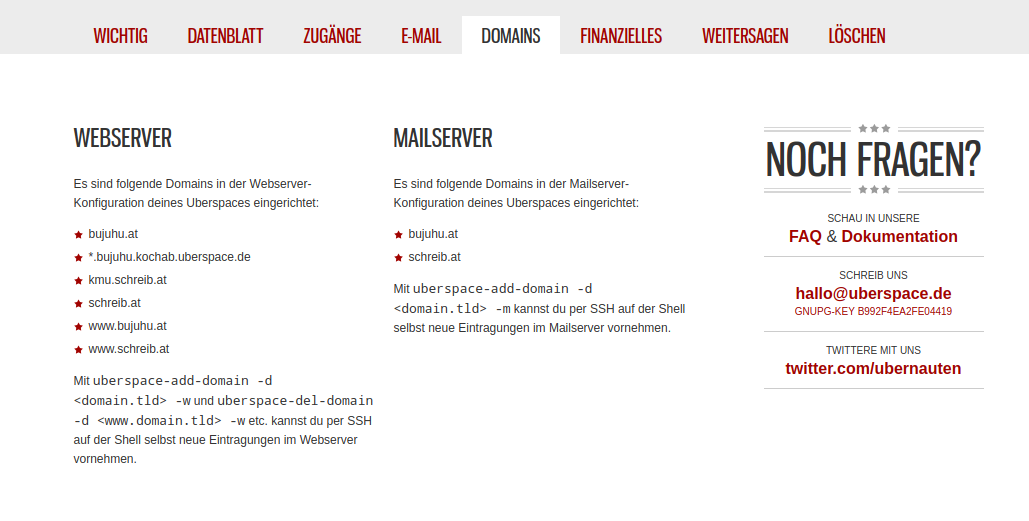 WICHTIG DATENBLATT ZUGÄNGE E-MAIL DOMAINS FINANZIELLES WEITERSAGEN LÖSCHEN
WEBSERVER
Es sind folgende Domains in der Webserver-
Konfiguration deines Uberspaces eingerichtet:
bujuhu.at
*.bujuhu.kochab.uberspace.de
kmu.schreib.at
schreib.at
www.bujuhu.at
www.schreib.at
Mit uberspace-add-domain -d
<domain.tld> -w und uberspace-del-domain
-d <www.domain.tld> -w etc. kannst du per SSH
auf der Shell selbst neue Eintragungen im Webserver
vornehmen.
MAILSERVER
Es sind folgende Domains in der Mailserver-
Konfiguration deines Uberspaces eingerichtet:
bujuhu.at
schreib.at
Mit uberspace-add-domain -d
<domain.tld> -m kannst du per SSH auf der Shell
selbst neue Eintragungen im Mailserver vornehmen.
NOCH FRAGEN?
SCHAU IN UNSERE
FAQ & Dokumentation
SCHREIB UNS
hallo@uberspace.de
GNUPG-KEY B992F4EA2FE04419
TWITTERE MIT UNS
twitter.com/ubernauten